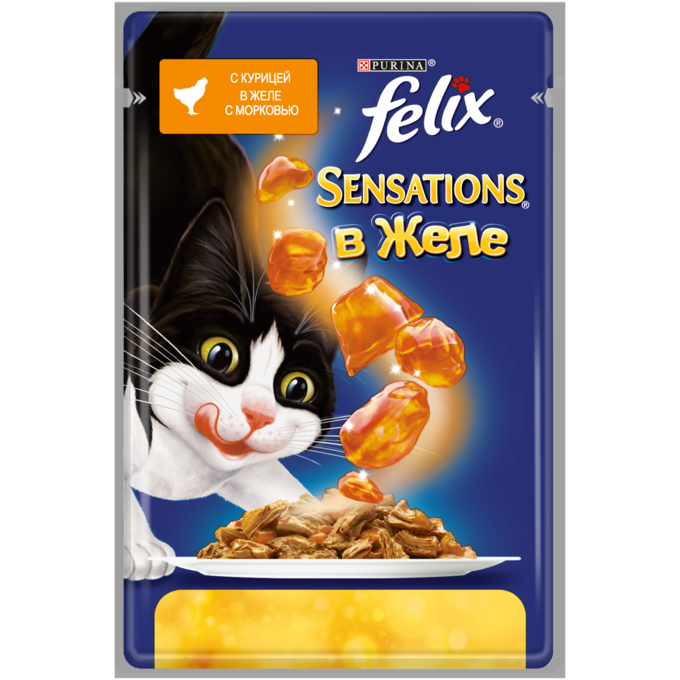 С КУРИЦЕЙ
В ЖЕЛЕ
С МОРКОВЬЮ
PURINA®
felix®
SENSATIONS®
в Желе